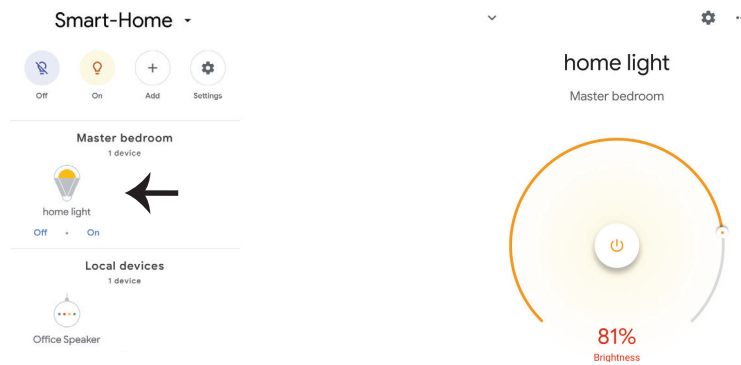 Smart-Home
Off On Add Settings
Master bedroom
1 device
home light
Off • On
Local devices
1 device
Office Speaker
home light
Master bedroom
81%
Brightness